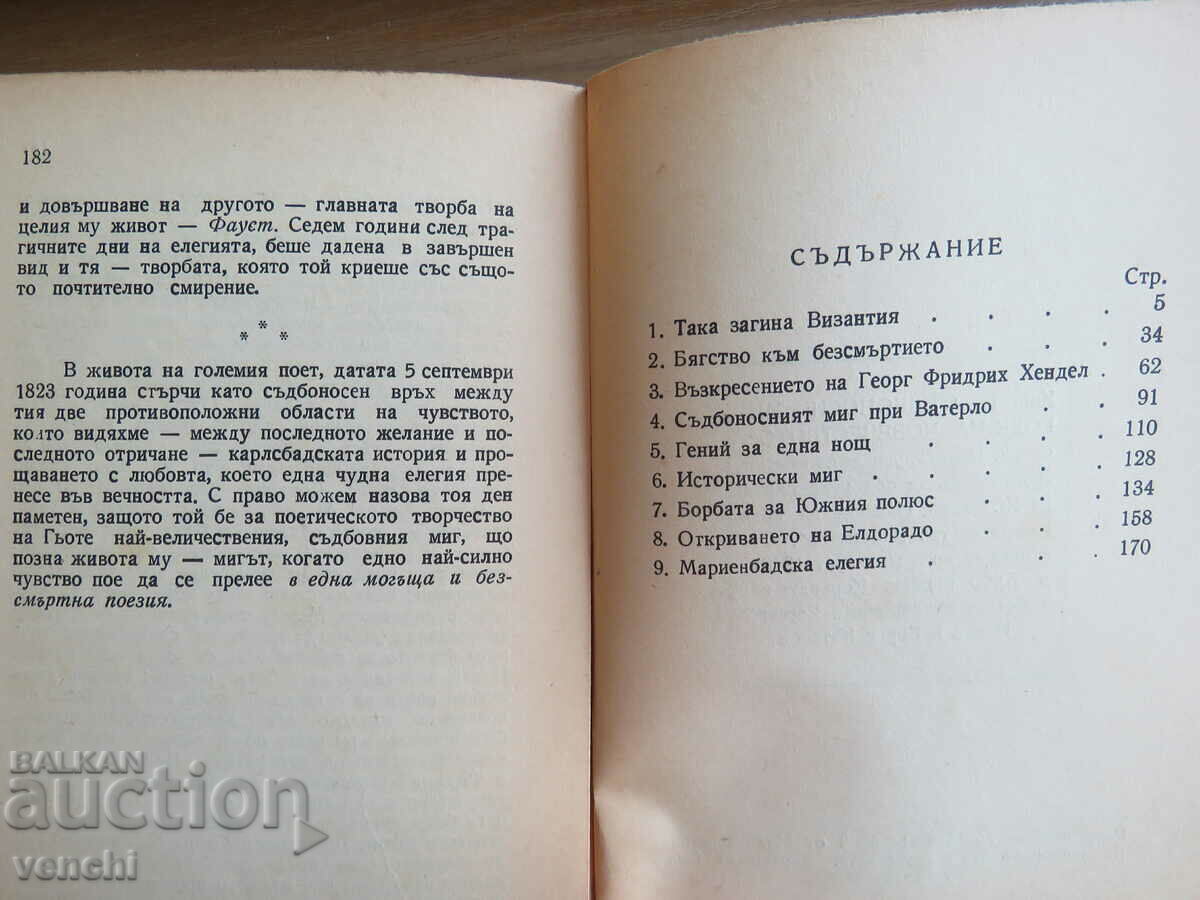 182
и довършване на другото — главната творба на
целия му живот — Фауст. Седем години след тра-
гичните дни на елегията, беше дадена в завършен
вид и тя — творбата, която той криеше със също-
то почтително смирение.
*
* *
В живота на големия поет, датата 5 септември
1823 година стърчи като съдбоносен връх между
тия две противоположни области на чувството,
които видяхме — между последното желание и по-
следното отричане — карлсбадската история и про-
щаването с любовта, което една чудна елегия пре-
несе във вечността. С право можем назова тоя ден
паметен, защото той бе за поетическото творчество
на Гьоте най-величествения, съдбовния миг, що
позна живота му — мигът, когато едно най-силно
чувство пое да се прелее в една могъща и без-
смъртна поезия.
СЪДЪРЖАНИЕ
Стр.
1. Така загина Византия . . . . 5
2. Бягство към безсмъртието . . . 34
3. Възкресението на Георг Фридрих Хендел . 62
4. Съдбоносният миг при Ватерло . . 91
5. Гений за една нощ . . . . 110
6. Исторически миг . . . . . 128
7. Борбата за Южния полюс . . . 134
8. Откриването на Елдорадо . . . 158
9. Мариенбадска елегия . . . 170
BALKAN
auction
venchi